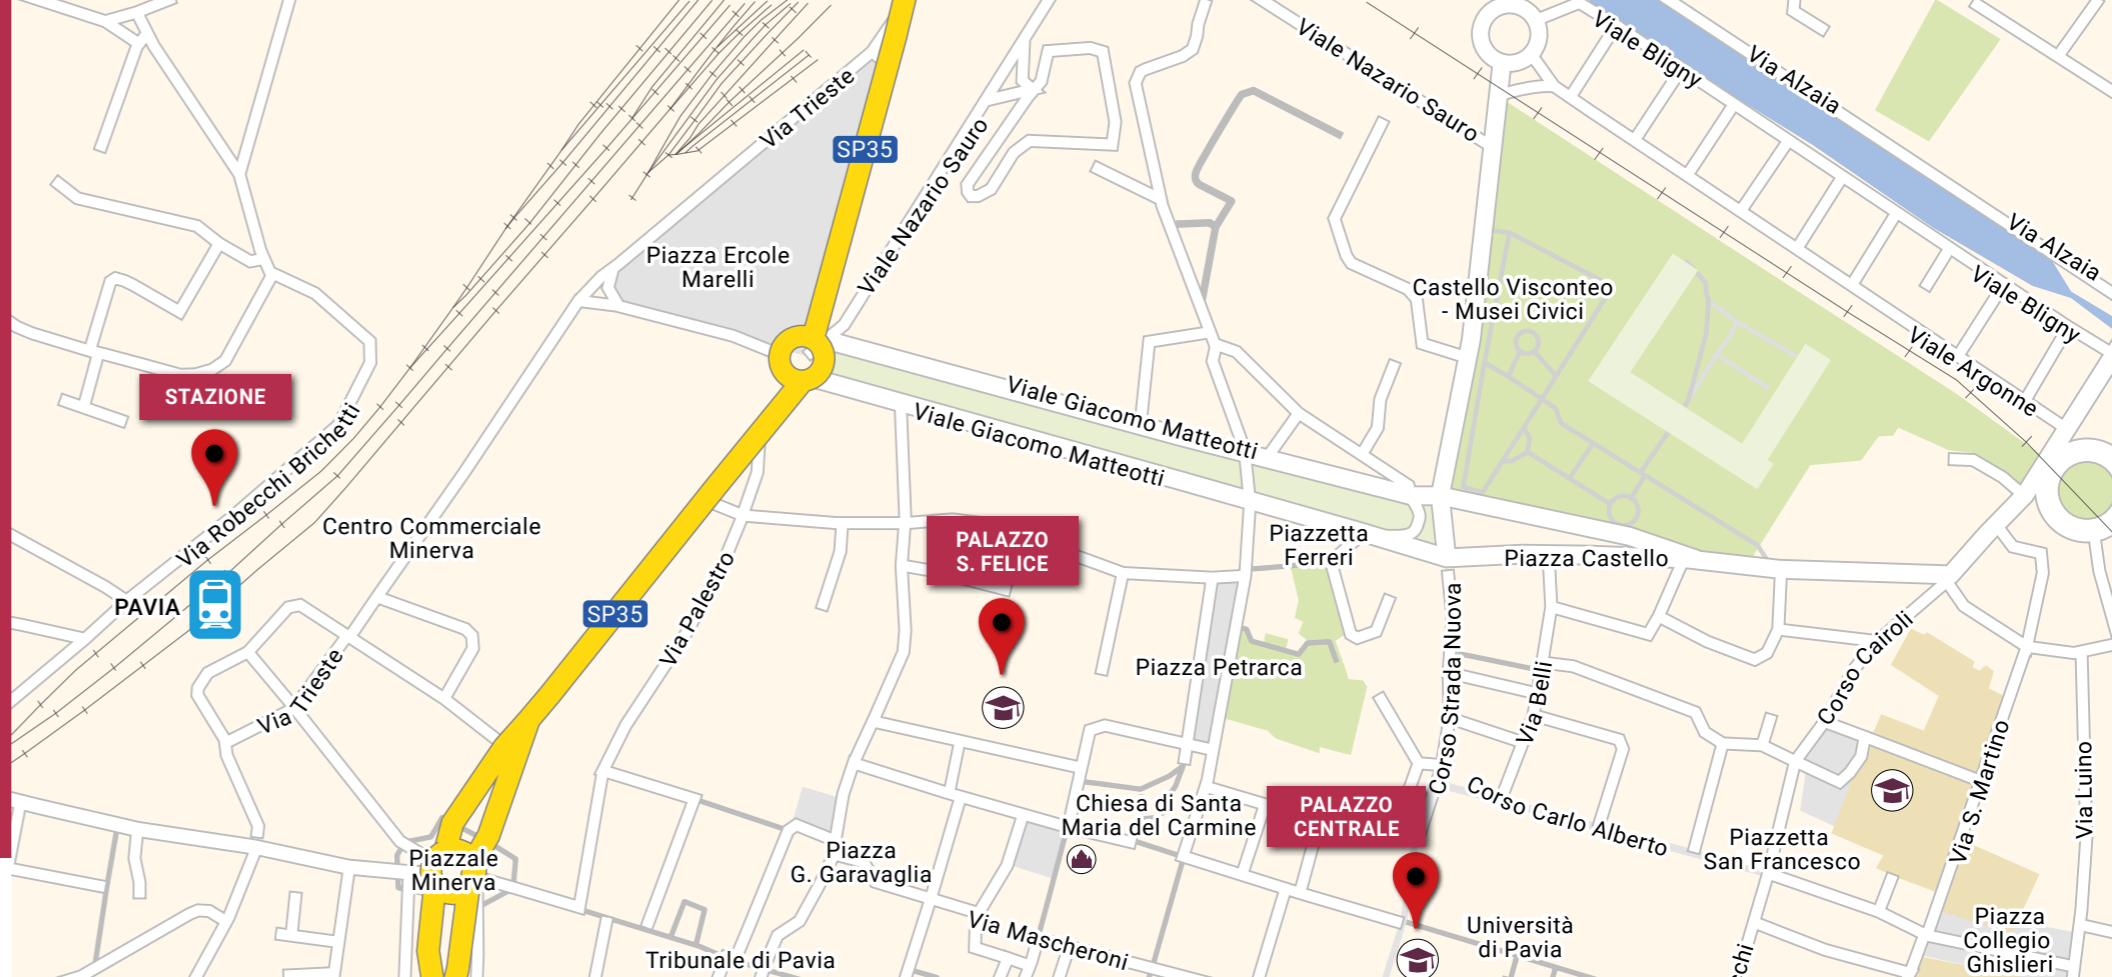 Viale Nazario Sauro
Viale Bligny
Via Alzaia
Via Trieste
SP35
Viale Nazario Sauro
Via Alzaia
Piazza Ercole
Marelli
Castello Visconteo
- Musei Civici
Viale Bligny
Viale Argonne
STAZIONE
Viale Giacomo Matteotti
Viale Giacomo Matteotti
Via Robecchi Brichetti
Centro Commerciale
Minerva
PALAZZO
S. FELICE
Piazzetta
Ferreri
Piazza Castello
PAVIA
SP35
Via Palestro
Via Trieste
Piazza Petrarca
Corso Strada Nuova
Via Belli
Corso Cairoli
Via S. Martino
Via Luino
Chiesa di Santa
Maria del Carmine
PALAZZO
CENTRALE
Corso Carlo Alberto
Piazzetta
San Francesco
Piazzale
Minerva
Piazza
G. Garavaglia
Via Mascheroni
Università
di Pavia
Piazza
Collegio
Ghislieri
Tribunale di Pavia
chi